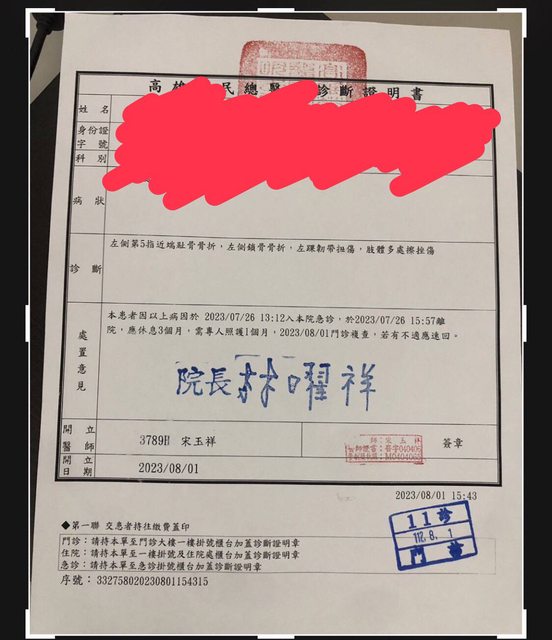 高雄 民總醫 診斷證明書
姓名
身份證
字號
科別
病狀
診斷
左側第5指近端趾骨骨折，左側鎖骨骨折，左踝韌帶扭傷，肢體多處擦挫傷
處置意見
本患者因以上病因於 2023/07/26 13:12入本院急診，於2023/07/26 15:57離
院，應休息3個月，需專人照護1個月，2023/08/01門診複查，若有不適應速回。
院長林曜祥
開立
醫師
3789H 宋玉祥
簽章
開立
日期
2023/08/01
2023/08/01 15:43
◆第一聯 交患者持往繳費蓋印
門診：請持本單至門診大樓一樓掛號櫃台加蓋診斷證明章
住院：請持本單至一樓掛號及住院處櫃台加蓋診斷證明章
急診：請持本單至急診掛號櫃台加蓋診斷證明章
序號： 332758020230801154315
11診
112. 8. 1
門診